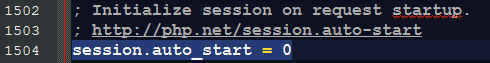 1502 ; Initialize session on request startup.
1503 ; http://php.net/session.auto-start
1504 session.auto_start = 0